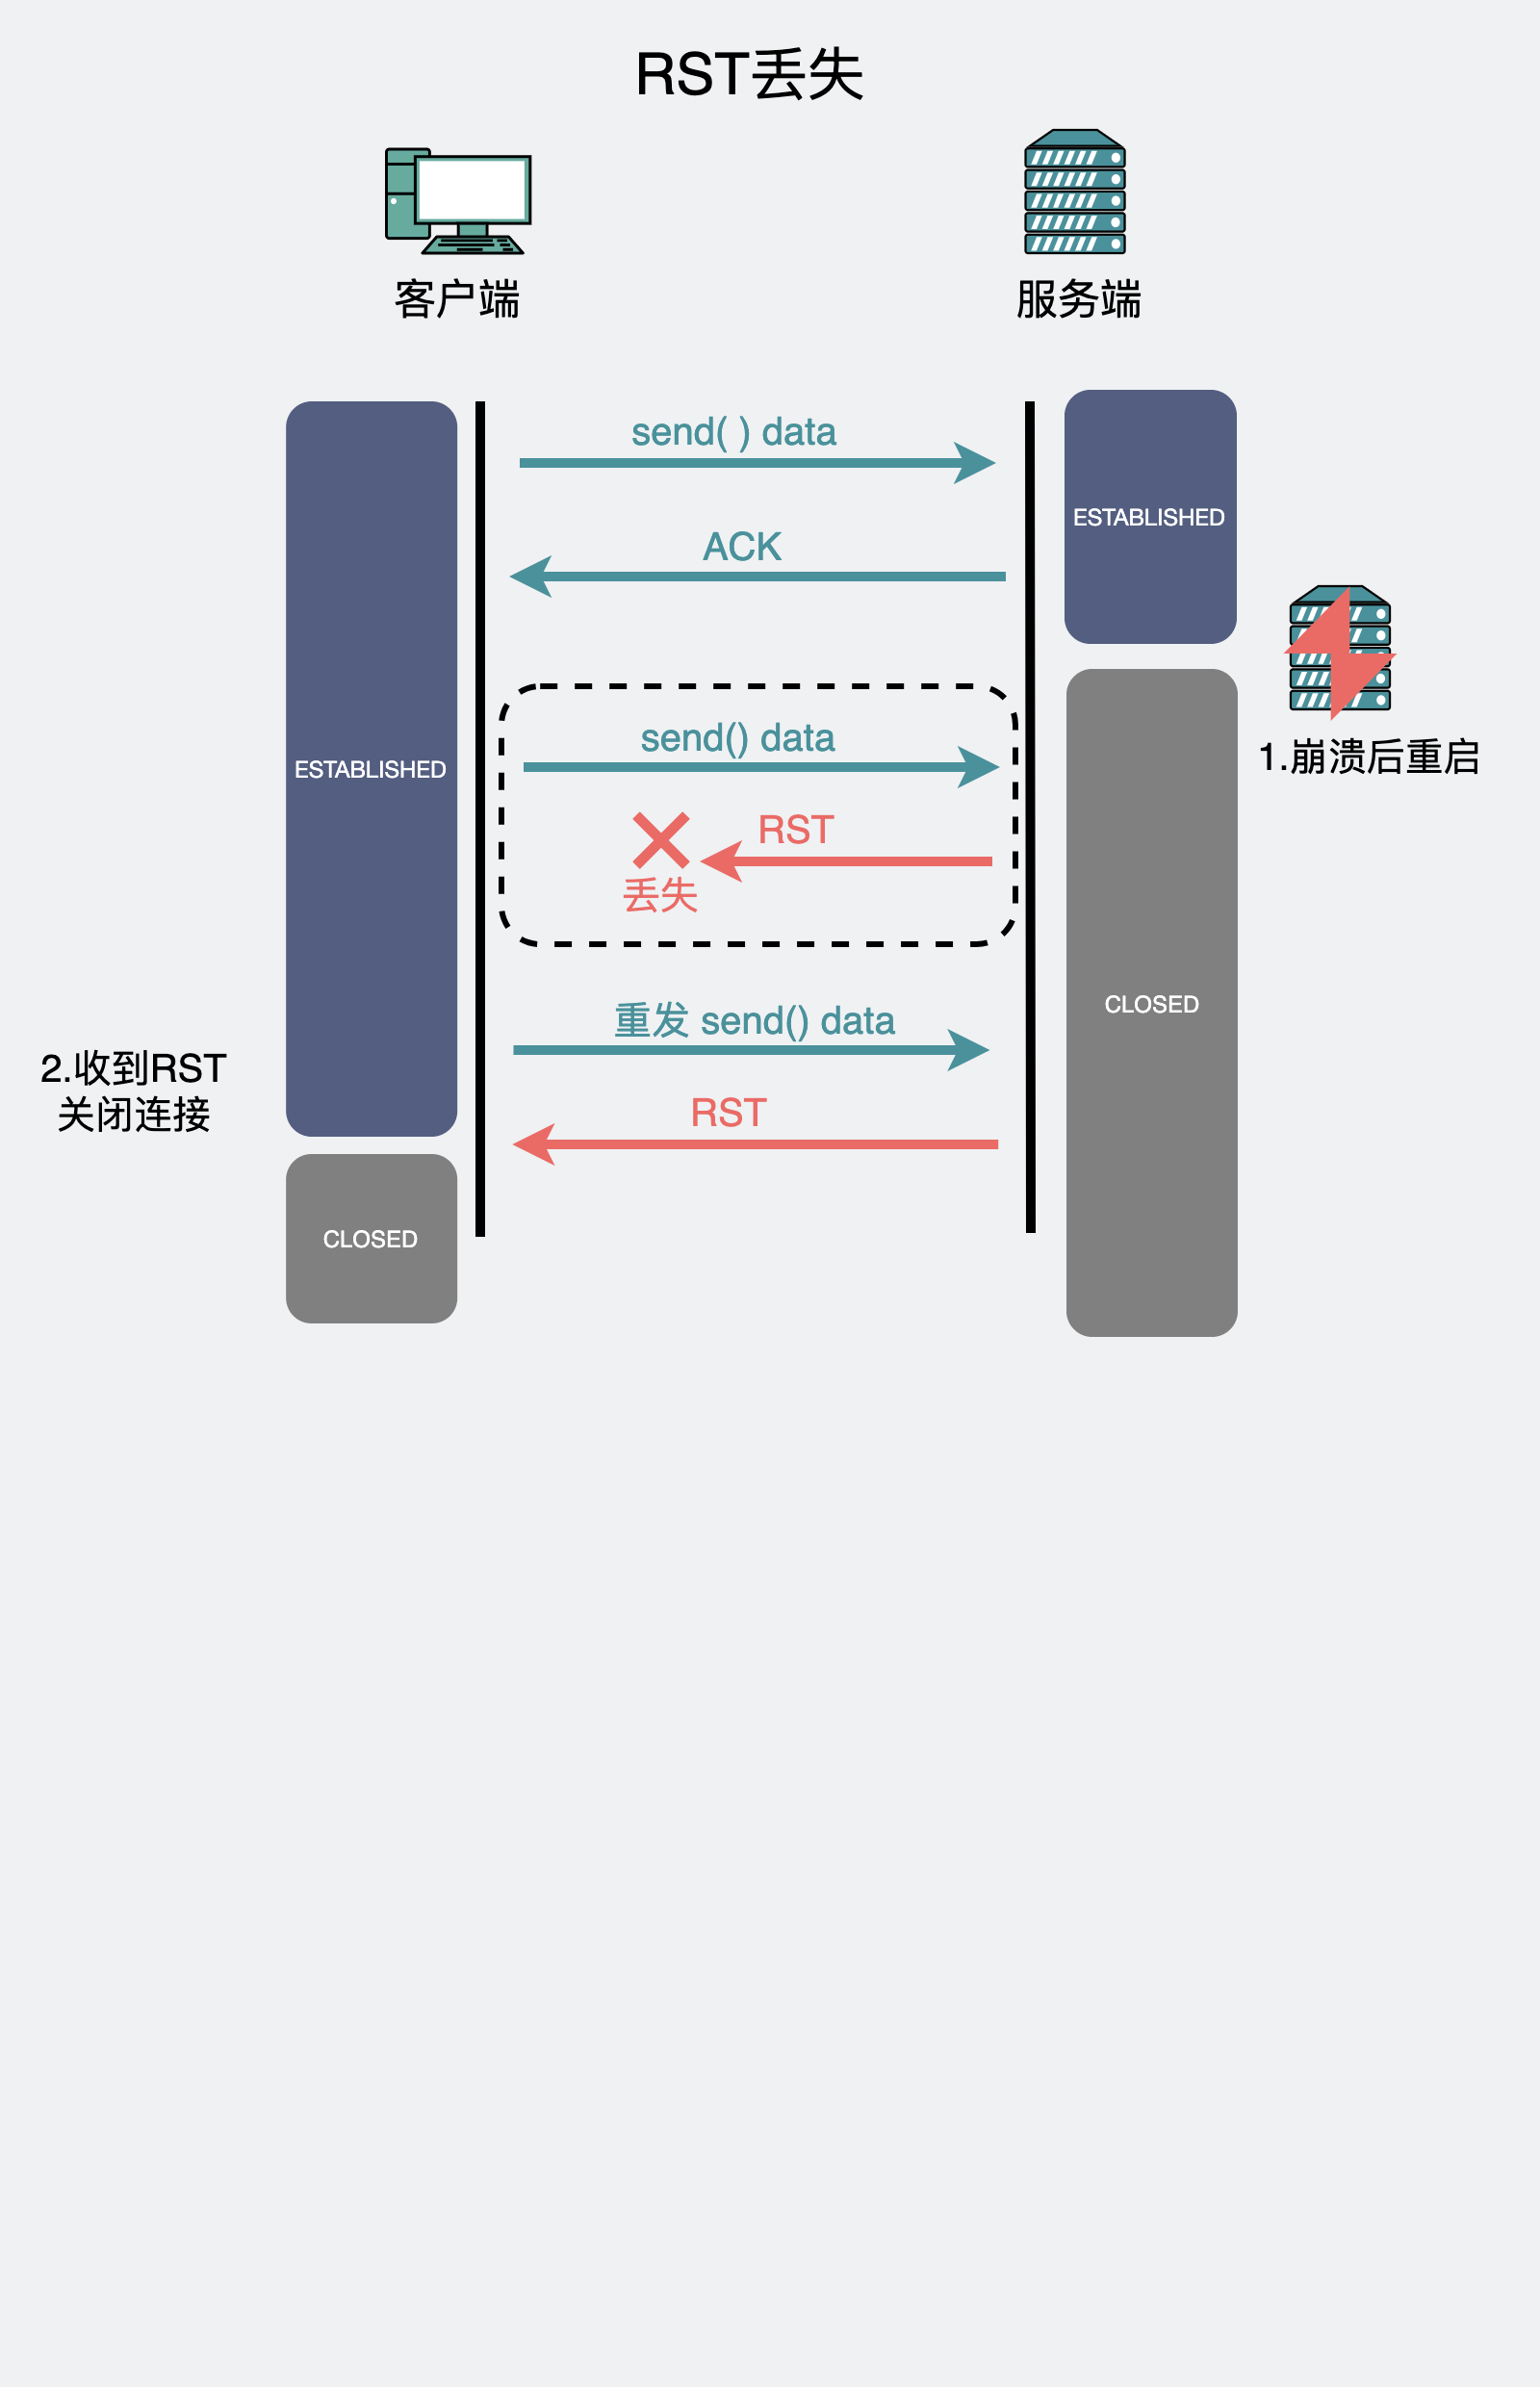 RST丢失
客户端
服务端
send( ) data
ESTABLISHED
ACK
1.崩溃后重启
send() data
ESTABLISHED
RST
丢失
CLOSED
重发 send() data
2.收到RST
关闭连接
RST
CLOSED